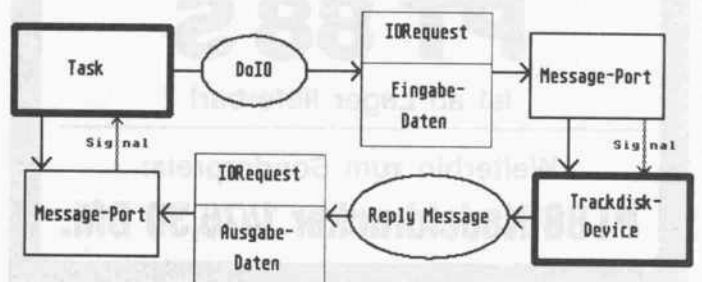 Task
DoIO
IORequest
Eingabe-
Daten
Message-Port
Signal
Signal
Message-Port
IORequest
Ausgabe-
Daten
Reply Message
Trackdisk-
Device